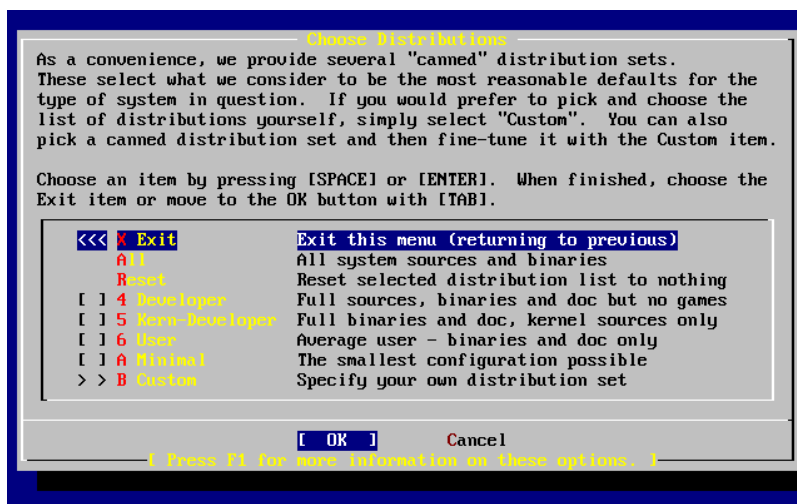 Choose Distributions
As a convenience, we provide several "canned" distribution sets.
These select what we consider to be the most reasonable defaults for the
type of system in question.  If you would prefer to pick and choose the
list of distributions yourself, simply select "Custom".  You can also
pick a canned distribution set and then fine-tune it with the Custom item.
Choose an item by pressing [SPACE] or [ENTER].  When finished, choose the
Exit item or move to the OK button with [TAB].
<<< X Exit Exit this menu (returning to previous)
All All system sources and binaries
Reset Reset selected distribution list to nothing
[ ] 4 Developer Full sources, binaries and doc but no games
[ ] 5 Kern-Developer Full binaries and doc, kernel sources only
[ ] 6 User Average user - binaries and doc only
[ ] A Minimal The smallest configuration possible
> > B Custom Specify your own distribution set
[ OK ] Cancel
[ Press F1 for more information on these options. ]